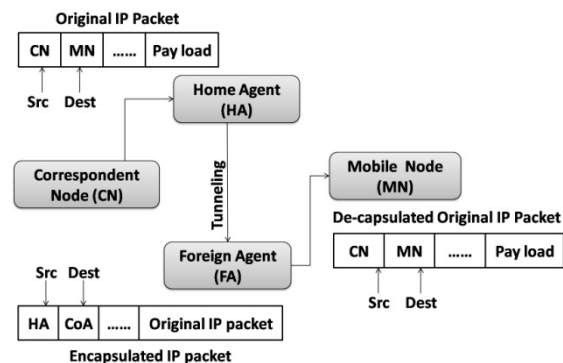 Original IP Packet
CN MN ...... Pay load
Src Dest
Home Agent
(HA)
Correspondent
Node (CN)
Tunneling
Mobile Node
(MN)
Foreign Agent
(FA)
De-capsulated Original IP Packet
CN MN ...... Pay load
Src Dest
Src Dest
HA CoA ...... Original IP packet
Encapsulated IP packet